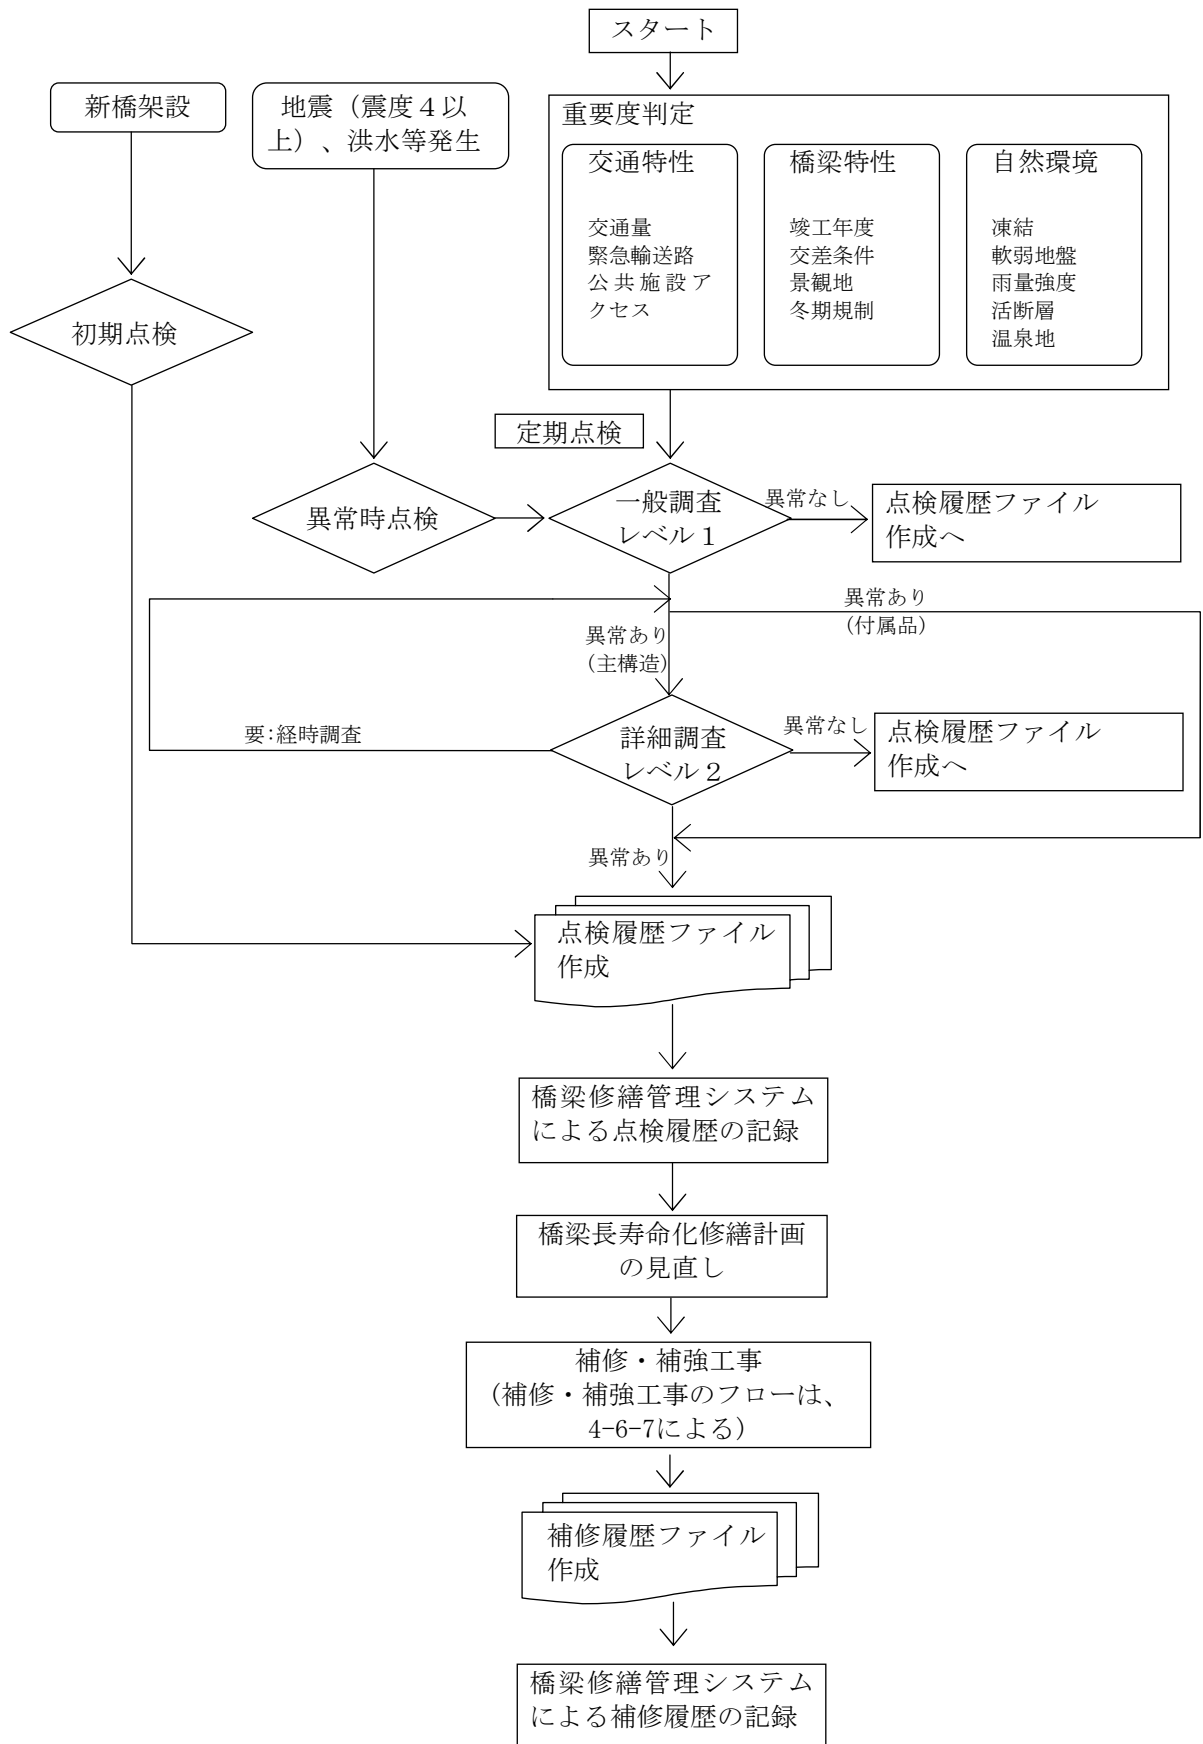 スタート
新橋架設
地震（震度４以
上）、洪水等発生
重要度判定
交通特性
交通量
緊急輸送路
公共施設ア
クセス
橋梁特性
竣工年度
交差条件
景観地
冬期規制
自然環境
凍結
軟弱地盤
雨量強度
活断層
温泉地
初期点検
定期点検
異常時点検
一般調査
レベル１
異常なし
点検履歴ファイル
作成へ
異常あり
(付属品)
異常あり
(主構造)
要:経時調査
詳細調査
レベル２
異常なし
点検履歴ファイル
作成へ
異常あり
点検履歴ファイル
作成
橋梁修繕管理システム
による点検履歴の記録
橋梁長寿命化修繕計画
の見直し
補修・補強工事
(補修・補強工事のフローは、
4-6-7による)
補修履歴ファイル
作成
橋梁修繕管理システム
による補修履歴の記録